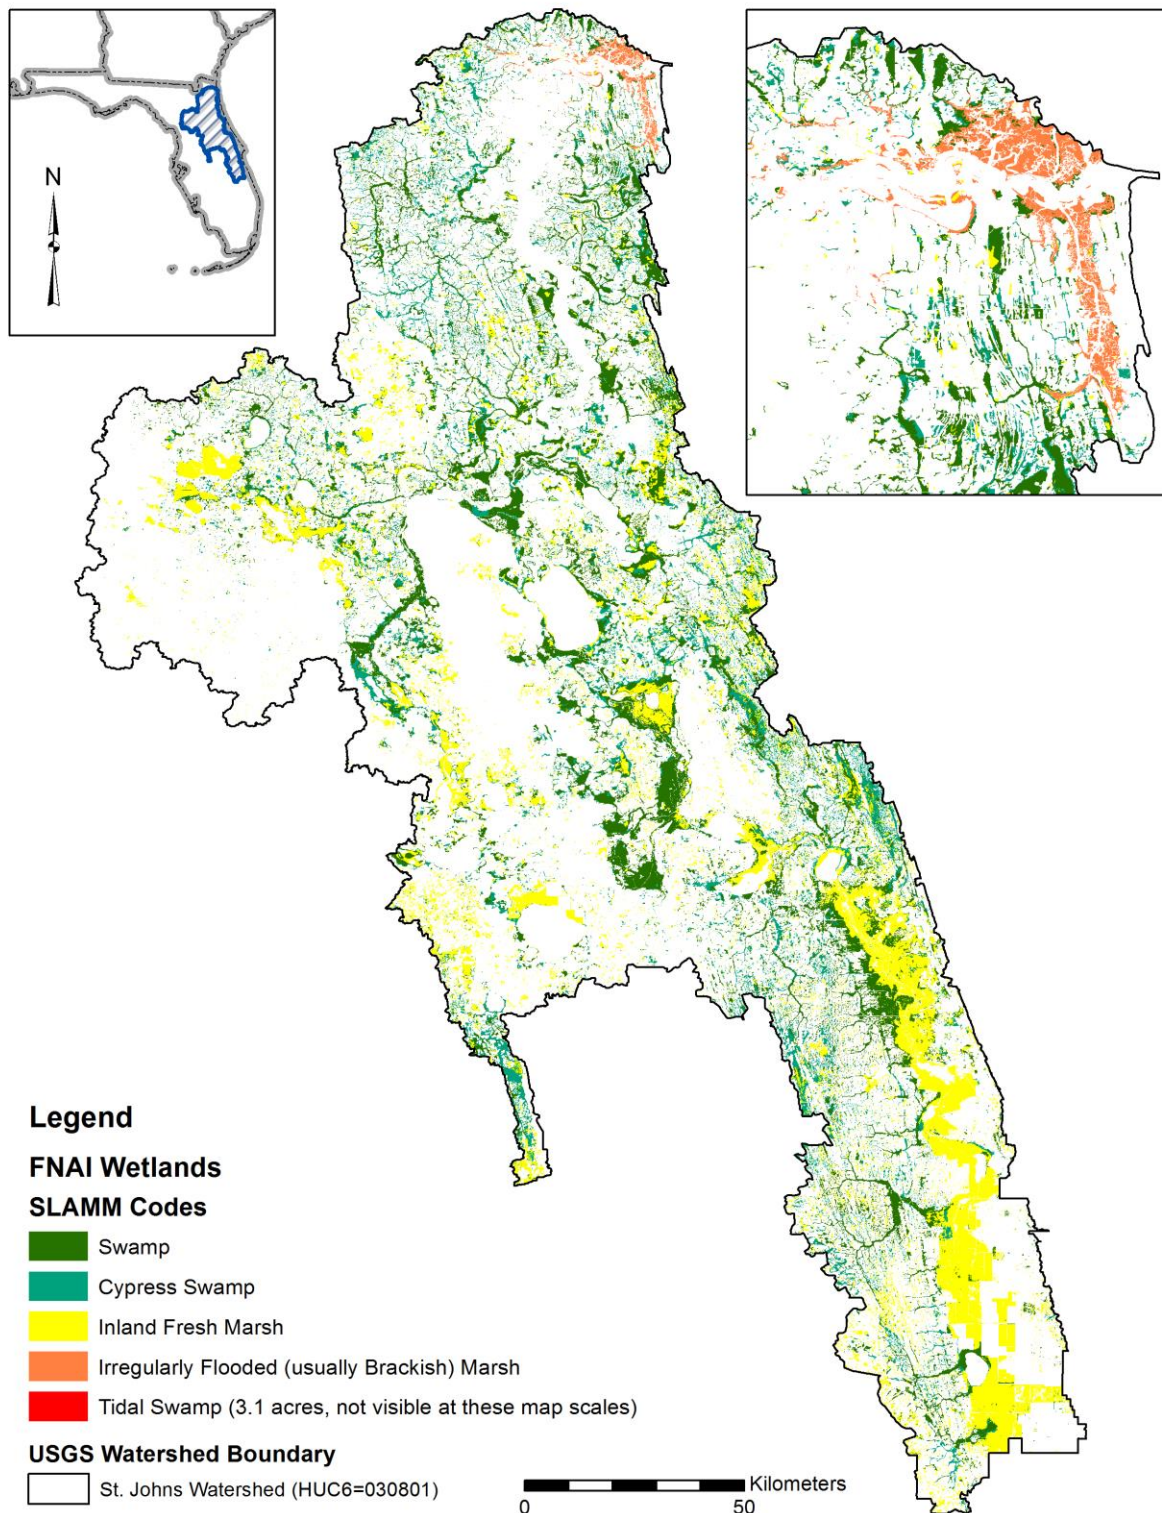 N
Legend
FNAI Wetlands
SLAMM Codes
Swamp
Cypress Swamp
Inland Fresh Marsh
Irregularly Flooded (usually Brackish) Marsh
Tidal Swamp (3.1 acres, not visible at these map scales)
USGS Watershed Boundary
St. Johns Watershed (HUC6=030801)
Kilometers
0 50